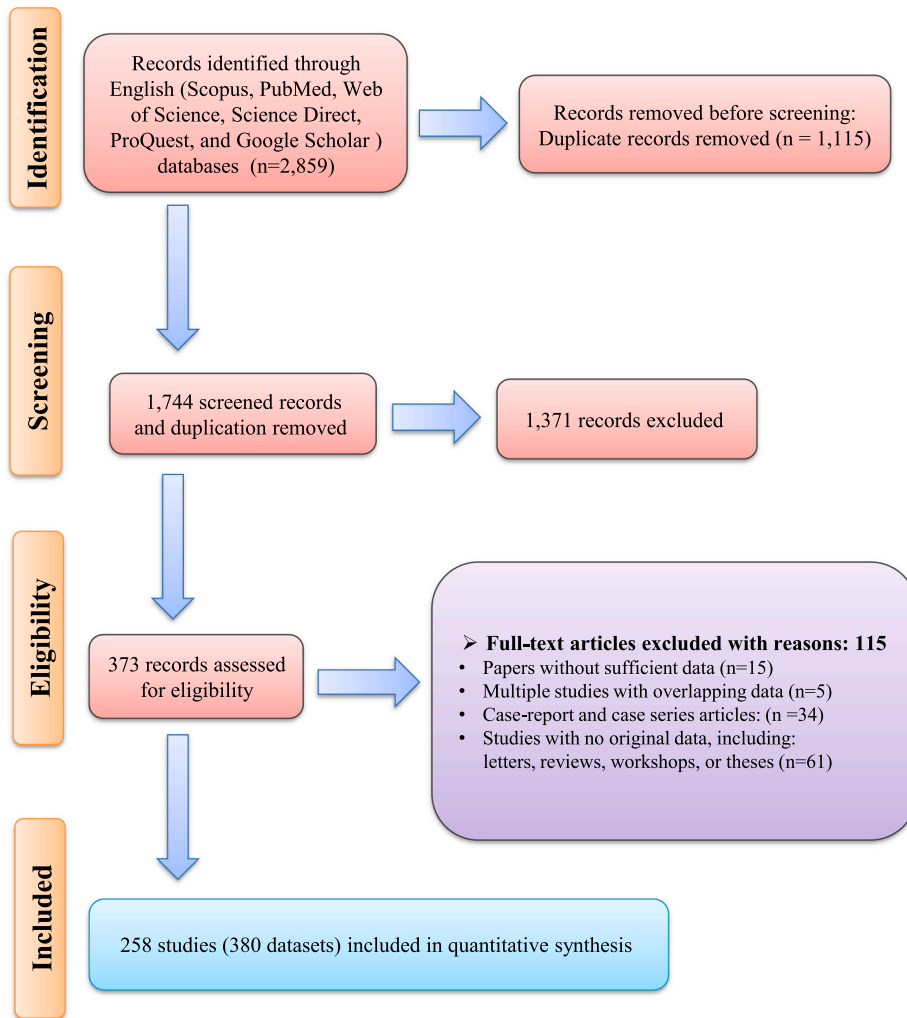 Identification
Records identified through
English (Scopus, PubMed, Web
of Science, Science Direct,
ProQuest, and Google Scholar )
databases (n=2,859)
Records removed before screening:
Duplicate records removed (n = 1,115)
Screening
1,744 screened records
and duplication removed
1,371 records excluded
Eligibility
373 records assessed
for eligibility
➢ Full-text articles excluded with reasons: 115
• Papers without sufficient data (n=15)
• Multiple studies with overlapping data (n=5)
• Case-report and case series articles: (n =34)
• Studies with no original data, including:
letters, reviews, workshops, or theses (n=61)
Included
258 studies (380 datasets) included in quantitative synthesis